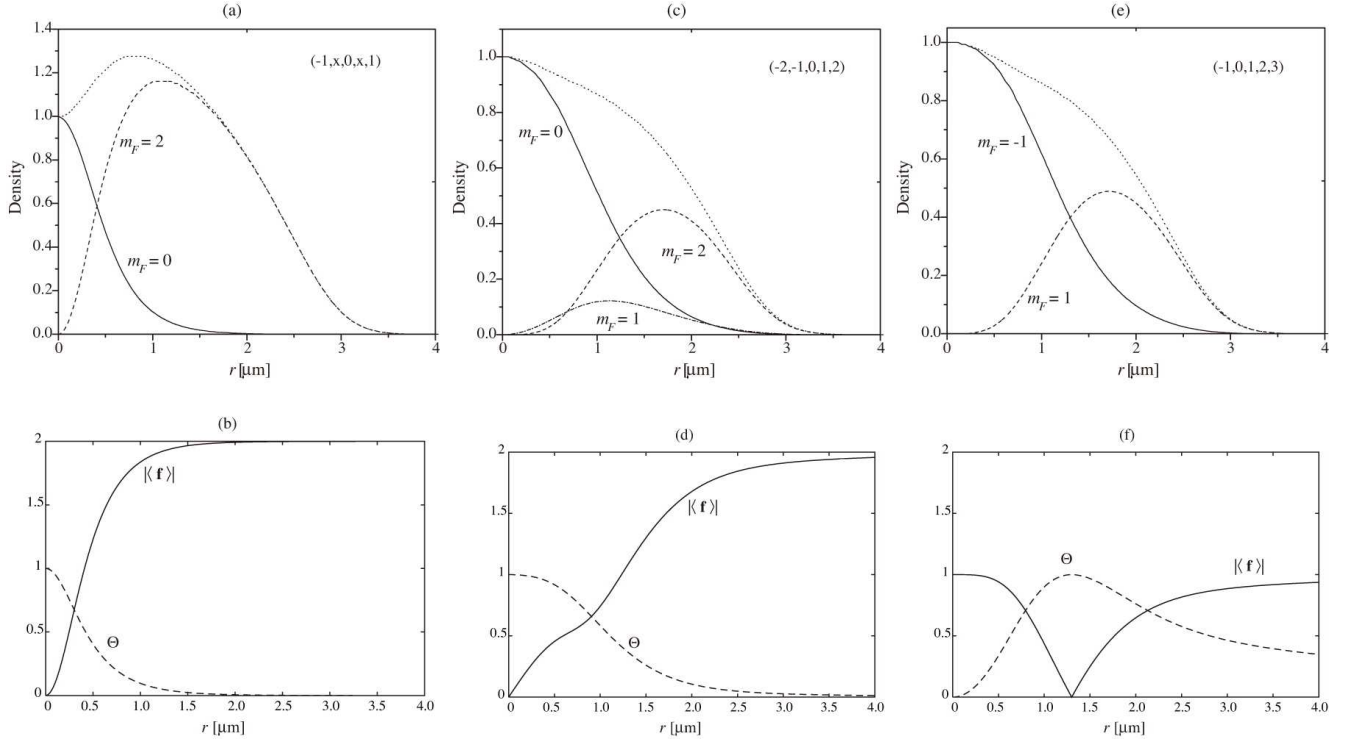 (a)
1.4
1.2
1.0
0.8
0.6
0.4
0.2
0.0
Density
(-1,x,0,x,1)
m_F = 2
m_F = 0
0 1 2 3 4
r [μm]
(c)
1.0
0.8
0.6
0.4
0.2
0.0
Density
(-2,-1,0,1,2)
m_F = 0
m_F = 2
m_F = 1
0 1 2 3 4
r [μm]
(e)
1.0
0.8
0.6
0.4
0.2
0.0
Density
(-1,0,1,2,3)
m_F = -1
m_F = 1
0 1 2 3 4
r [μm]
(b)
2
1.5
1
0.5
0
|⟨ f ⟩|
Θ
0 0.5 1.0 1.5 2.0 2.5 3.0 3.5 4.0
r [μm]
(d)
2
1.5
1
0.5
0
|⟨ f ⟩|
Θ
0 0.5 1.0 1.5 2.0 2.5 3.0 3.5 4.0
r [μm]
(f)
2
1.5
1
0.5
0
Θ
|⟨ f ⟩|
0.0 0.5 1.0 1.5 2.0 2.5 3.0 3.5 4.0
r [μm]